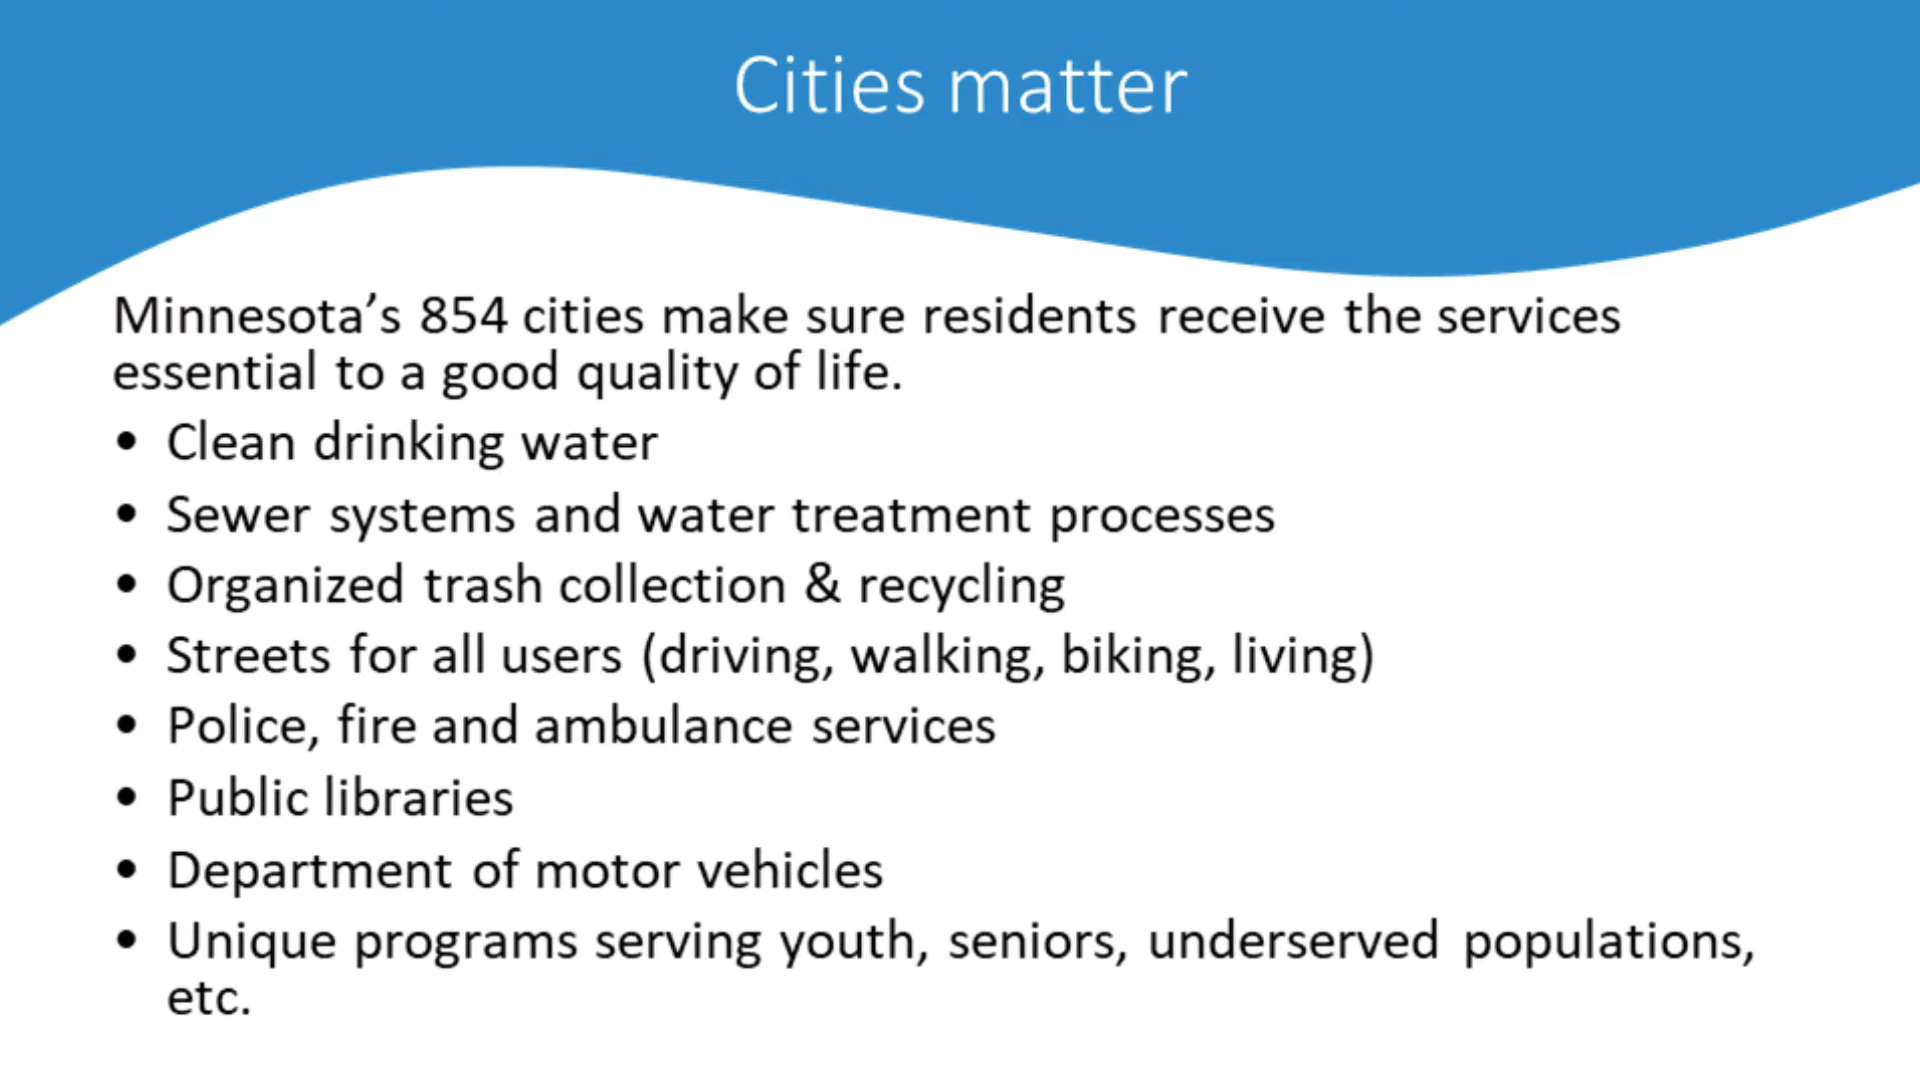 Cities matter
Minnesota’s 854 cities make sure residents receive the services
essential to a good quality of life.
• Clean drinking water
• Sewer systems and water treatment processes
• Organized trash collection & recycling
• Streets for all users (driving, walking, biking, living)
• Police, fire and ambulance services
• Public libraries
• Department of motor vehicles
• Unique programs serving youth, seniors, underserved populations,
etc.